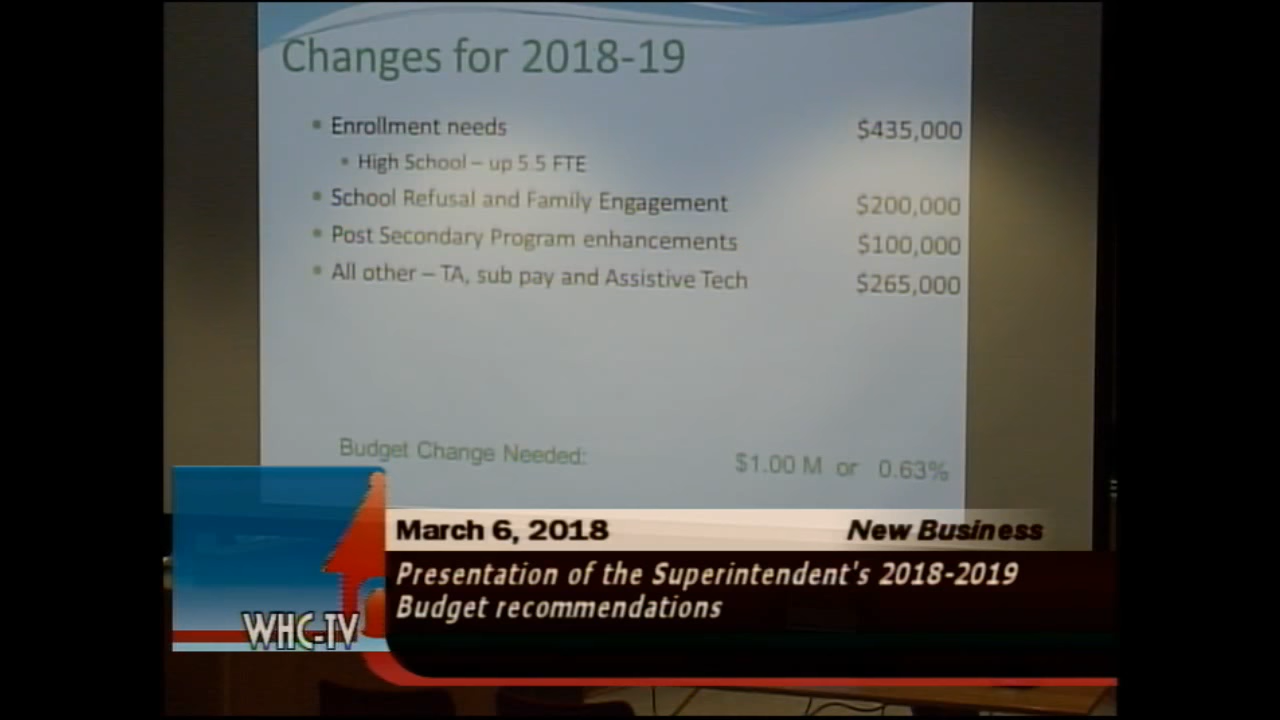 Changes for 2018-19
Enrollment needs $435,000
High School – up 5.5 FTE
School Refusal and Family Engagement $200,000
Post Secondary Program enhancements $100,000
All other – TA, sub pay and Assistive Tech $265,000
Budget Change Needed: $1.00 M or 0.63%
March 6, 2018 New Business
Presentation of the Superintendent's 2018-2019
Budget recommendations
WHC-TV